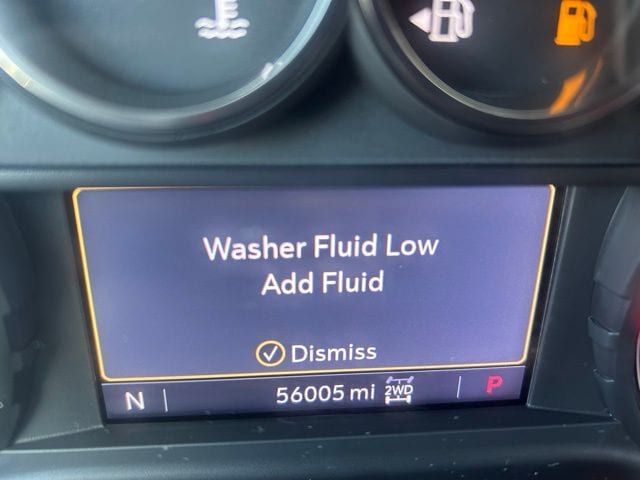 Washer Fluid Low
Add Fluid
Dismiss
N 56005 mi 2WD P